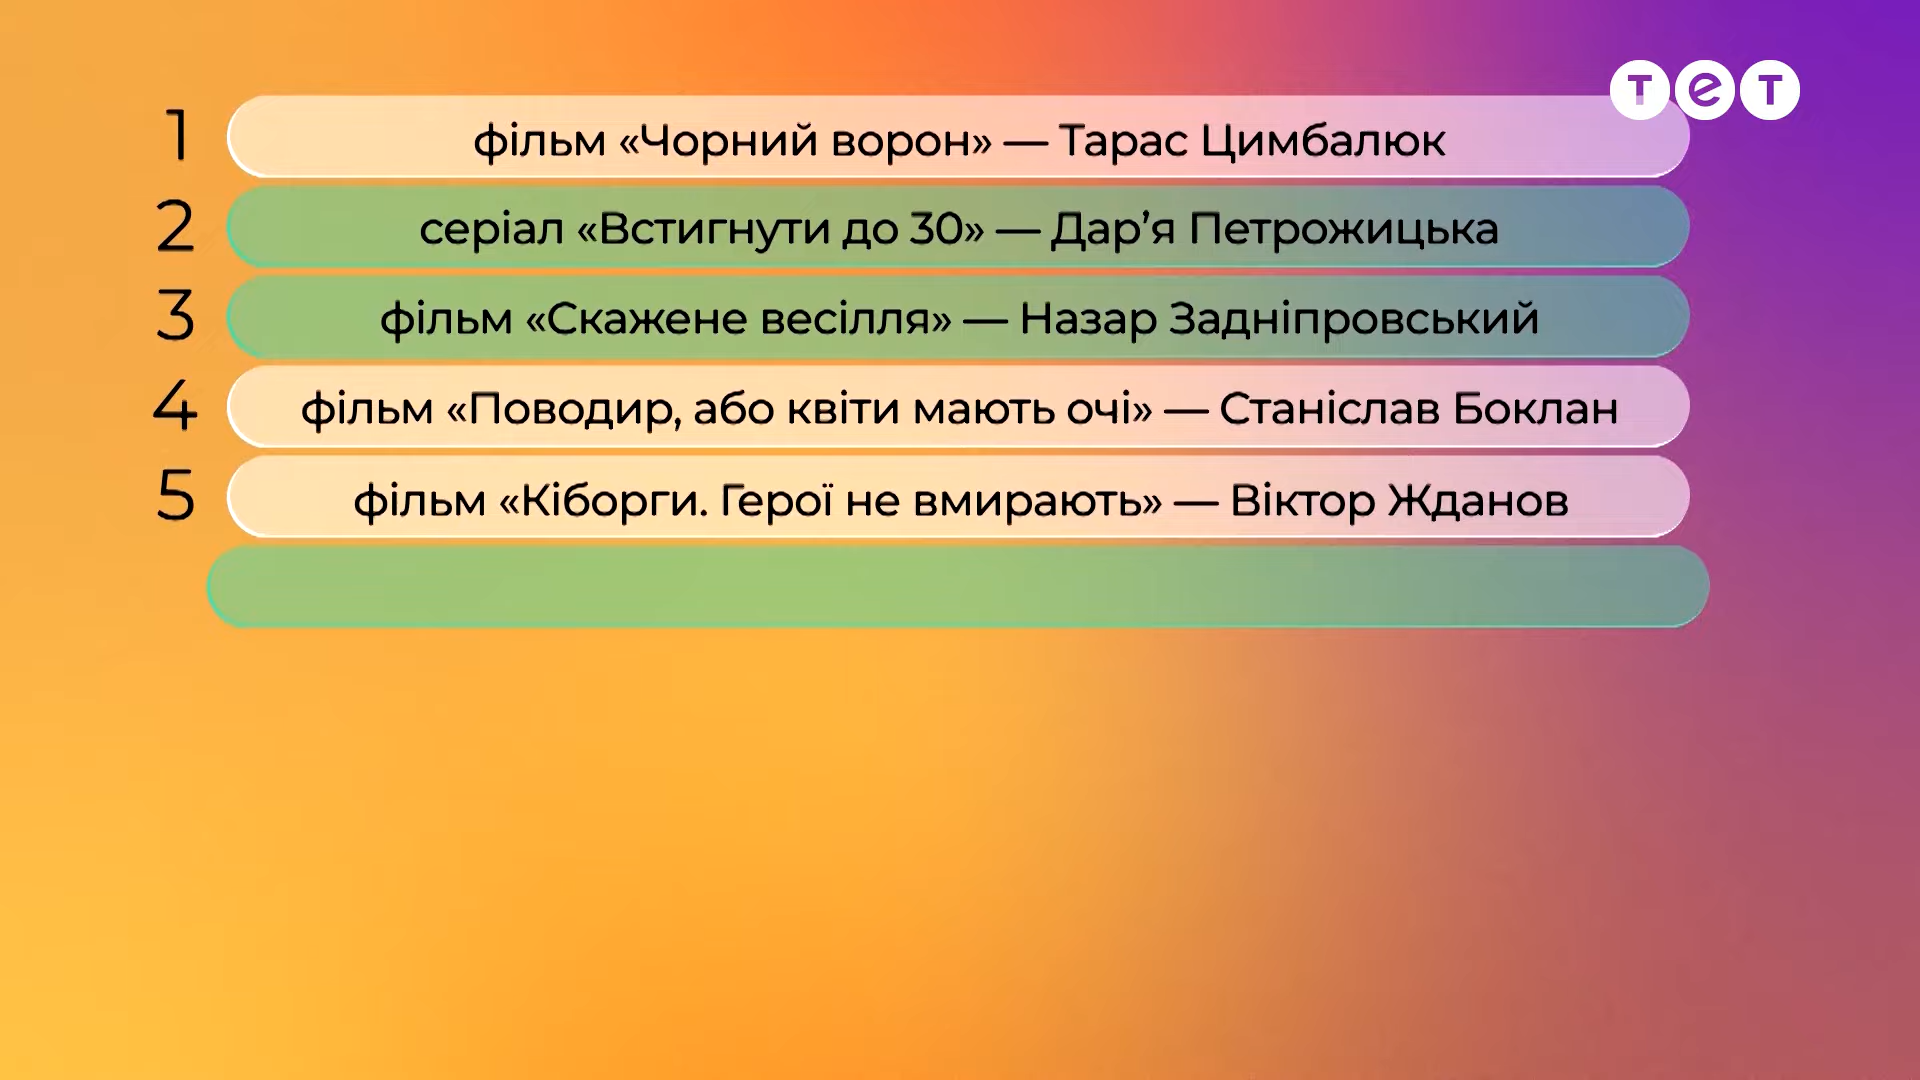 тет
1 фільм «Чорний ворон» — Тарас Цимбалюк
2 серіал «Встигнути до 30» — Дар’я Петрожицька
3 фільм «Скажене весілля» — Назар Задніпровський
4 фільм «Поводир, або квіти мають очі» — Станіслав Боклан
5 фільм «Кіборги. Герої не вмирають» — Віктор Жданов